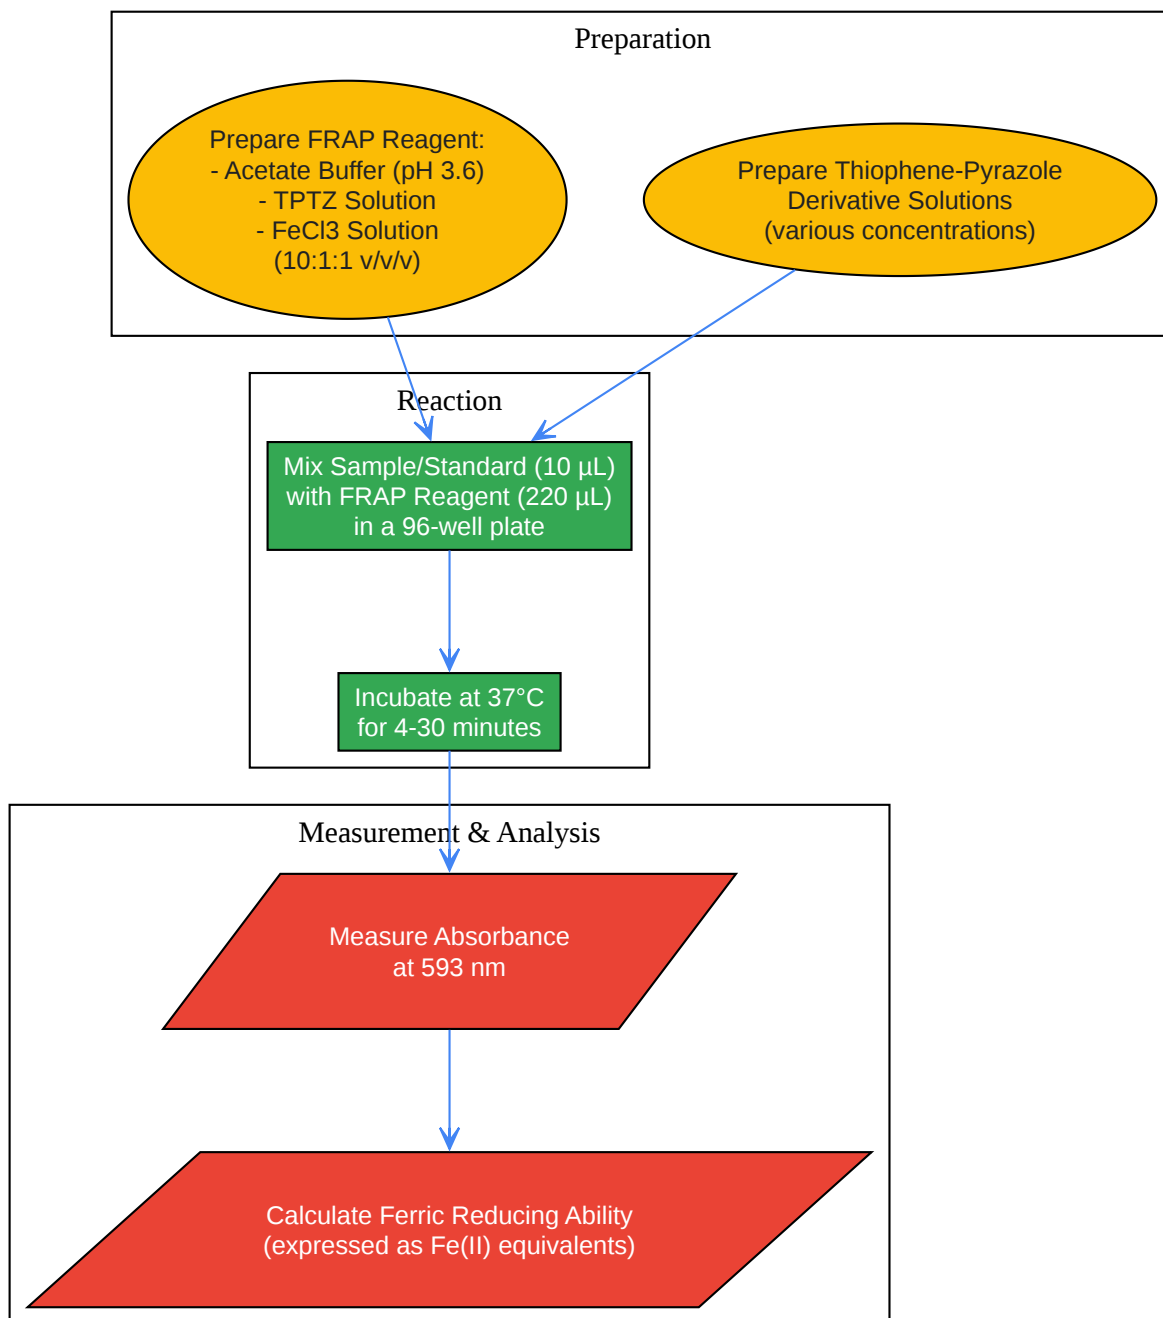 Preparation
Prepare FRAP Reagent:
- Acetate Buffer (pH 3.6)
- TPTZ Solution
- FeCl3 Solution
(10:1:1 v/v/v)
Prepare Thiophene-Pyrazole
Derivative Solutions
(various concentrations)
Reaction
Mix Sample/Standard (10 µL)
with FRAP Reagent (220 µL)
in a 96-well plate
Incubate at 37°C
for 4-30 minutes
Measurement & Analysis
Measure Absorbance
at 593 nm
Calculate Ferric Reducing Ability
(expressed as Fe(II) equivalents)